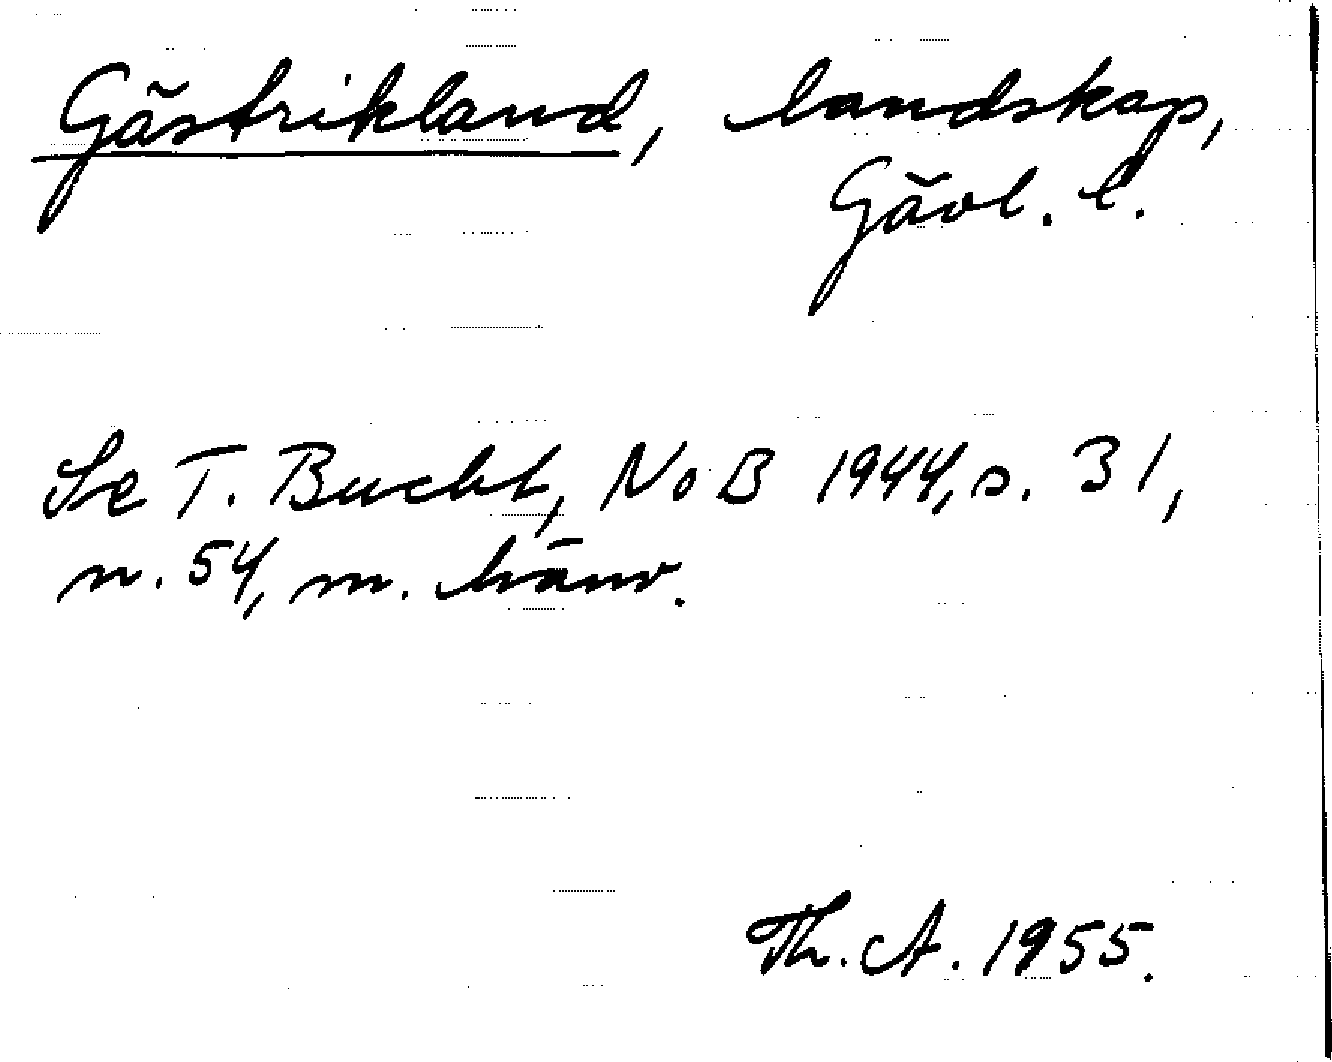 Gästrikland, landskap,
Gävl. l.
Se T. Bucht, NoB 1944, s. 31,
n. 54, m. hänv.
Th. A. 1955.